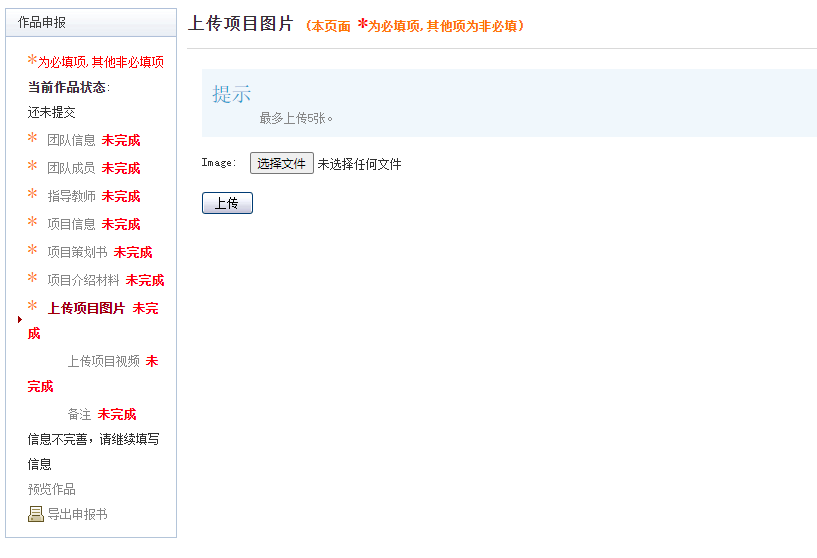 作品申报
*为必填项,其他非必填项
当前作品状态:
还未提交
* 团队信息 未完成
* 团队成员 未完成
* 指导教师 未完成
* 项目信息 未完成
* 项目策划书 未完成
* 项目介绍材料 未完成
* 上传项目图片 未完
成
上传项目视频 未
完成
备注 未完成
信息不完善，请继续填写
信息
预览作品
导出申报书
上传项目图片 (本页面 *为必填项,其他项为非必填)
提示
最多上传5张。
Image: 选择文件 未选择任何文件
上传